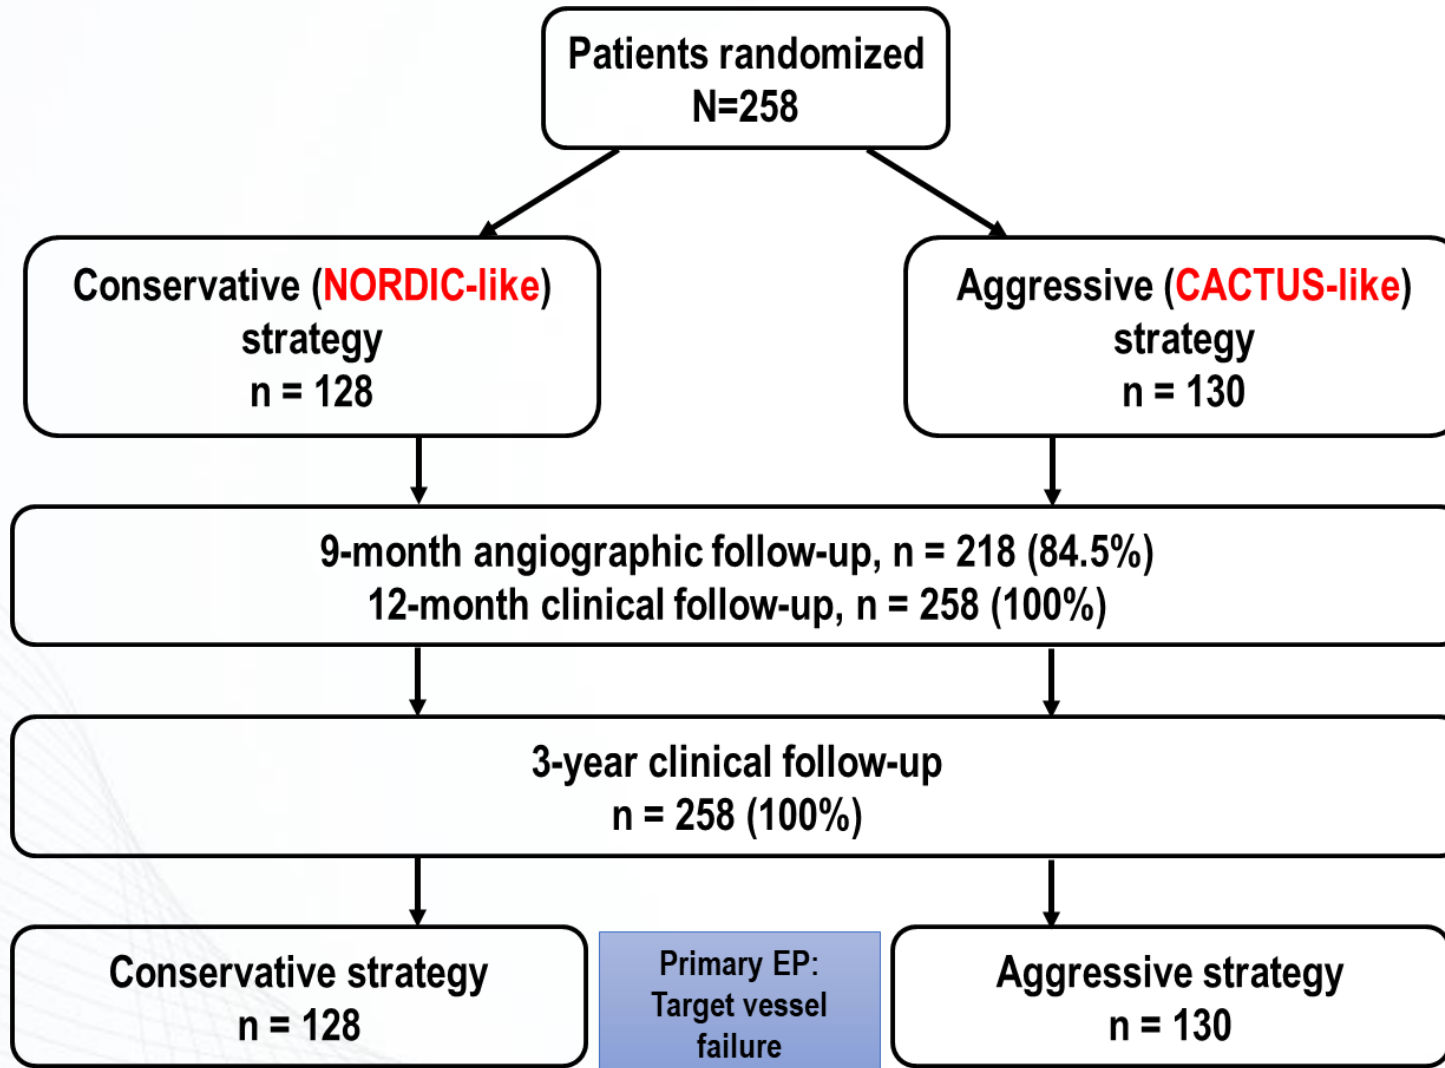 Patients randomized
N=258
Conservative (NORDIC-like)
strategy
n = 128
Aggressive (CACTUS-like)
strategy
n = 130
9-month angiographic follow-up, n = 218 (84.5%)
12-month clinical follow-up, n = 258 (100%)
3-year clinical follow-up
n = 258 (100%)
Conservative strategy
n = 128
Primary EP:
Target vessel
failure
Aggressive strategy
n = 130